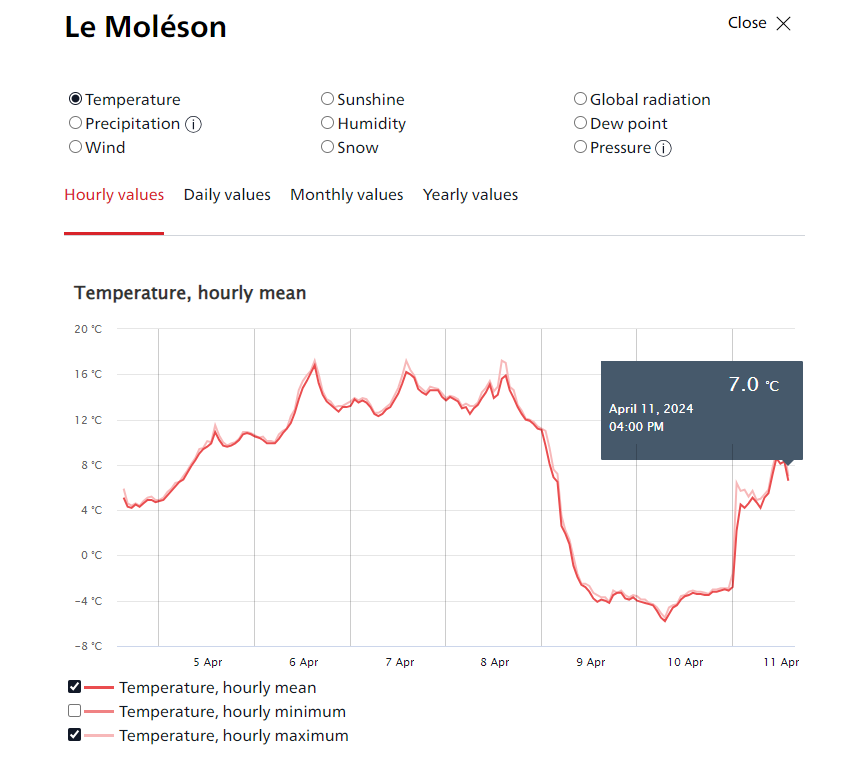 Le Moléson
Close
Temperature Sunshine Global radiation
Precipitation i Humidity Dew point
Wind Snow Pressure i
Hourly values Daily values Monthly values Yearly values
Temperature, hourly mean
20 °C
16 °C
12 °C
8 °C
4 °C
0 °C
−4 °C
−8 °C
7.0 °C
April 11, 2024
04:00 PM
5 Apr 6 Apr 7 Apr 8 Apr 9 Apr 10 Apr 11 Apr
Temperature, hourly mean
Temperature, hourly minimum
Temperature, hourly maximum